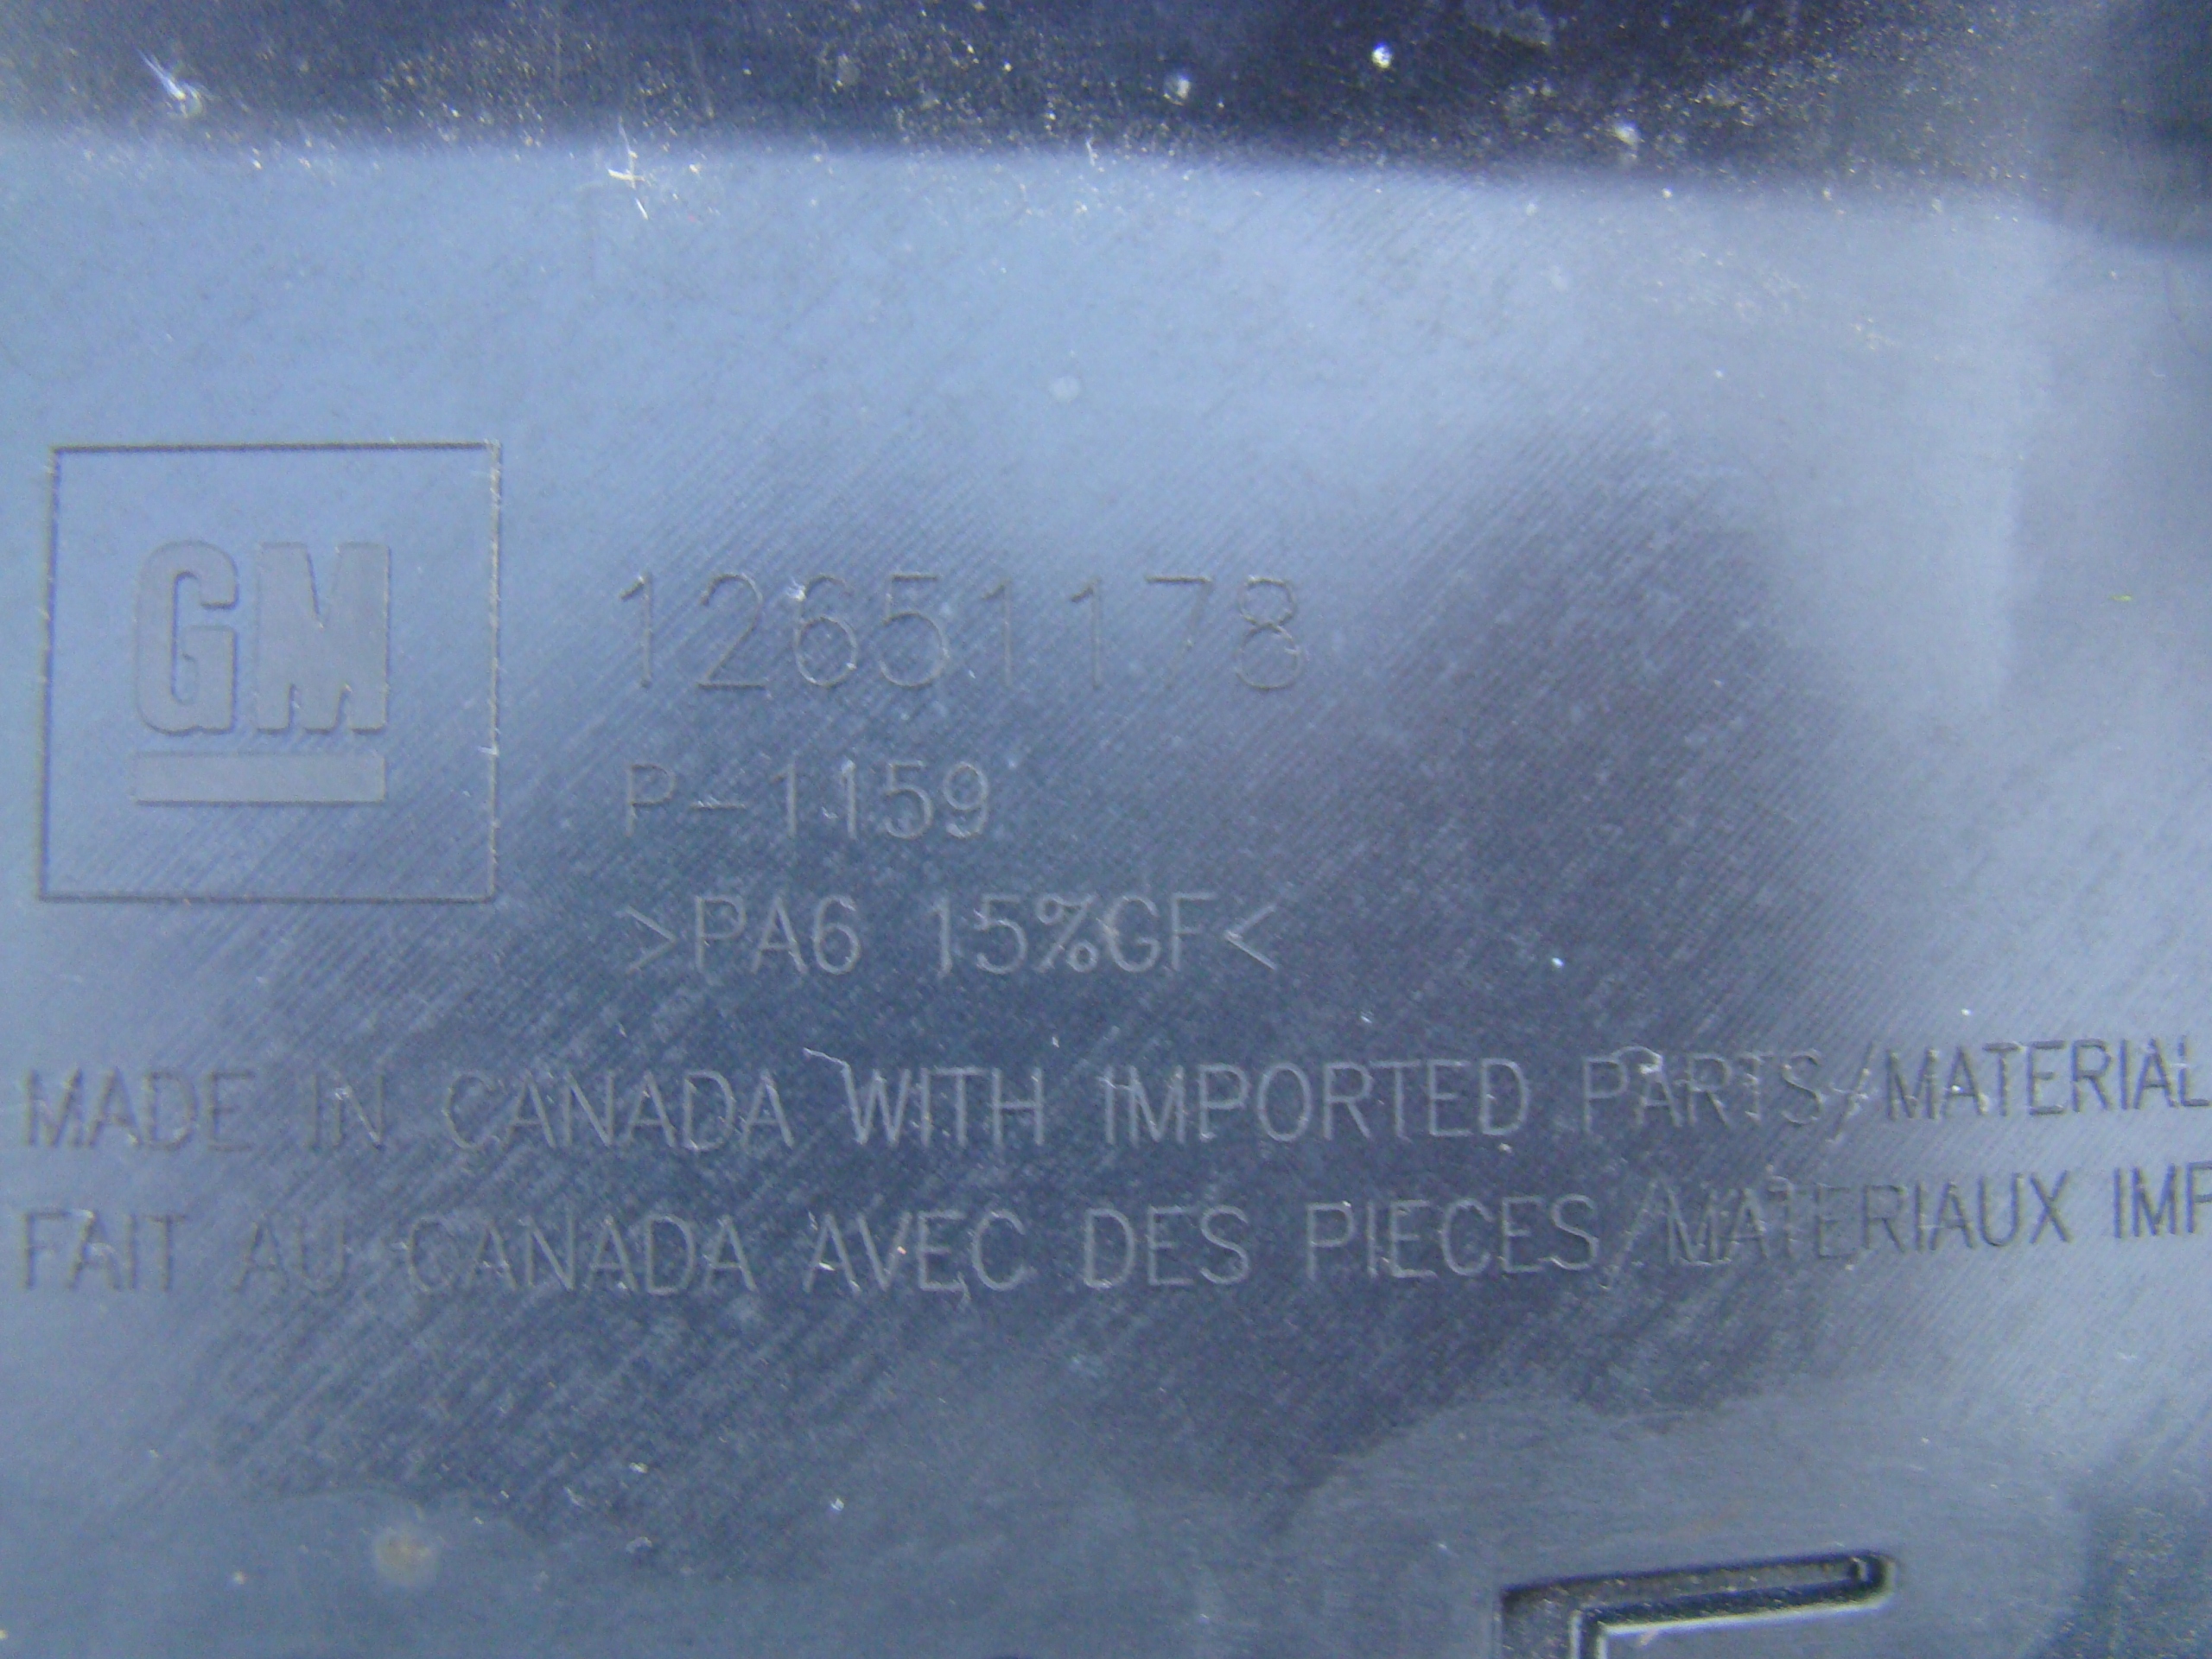 GM
12651178
P-1159
>PA6 15%GF<
MADE IN CANADA WITH IMPORTED PARTS/MATERIAL
FAIT AU CANADA AVEC DES PIECES/MATERIAUX IMP